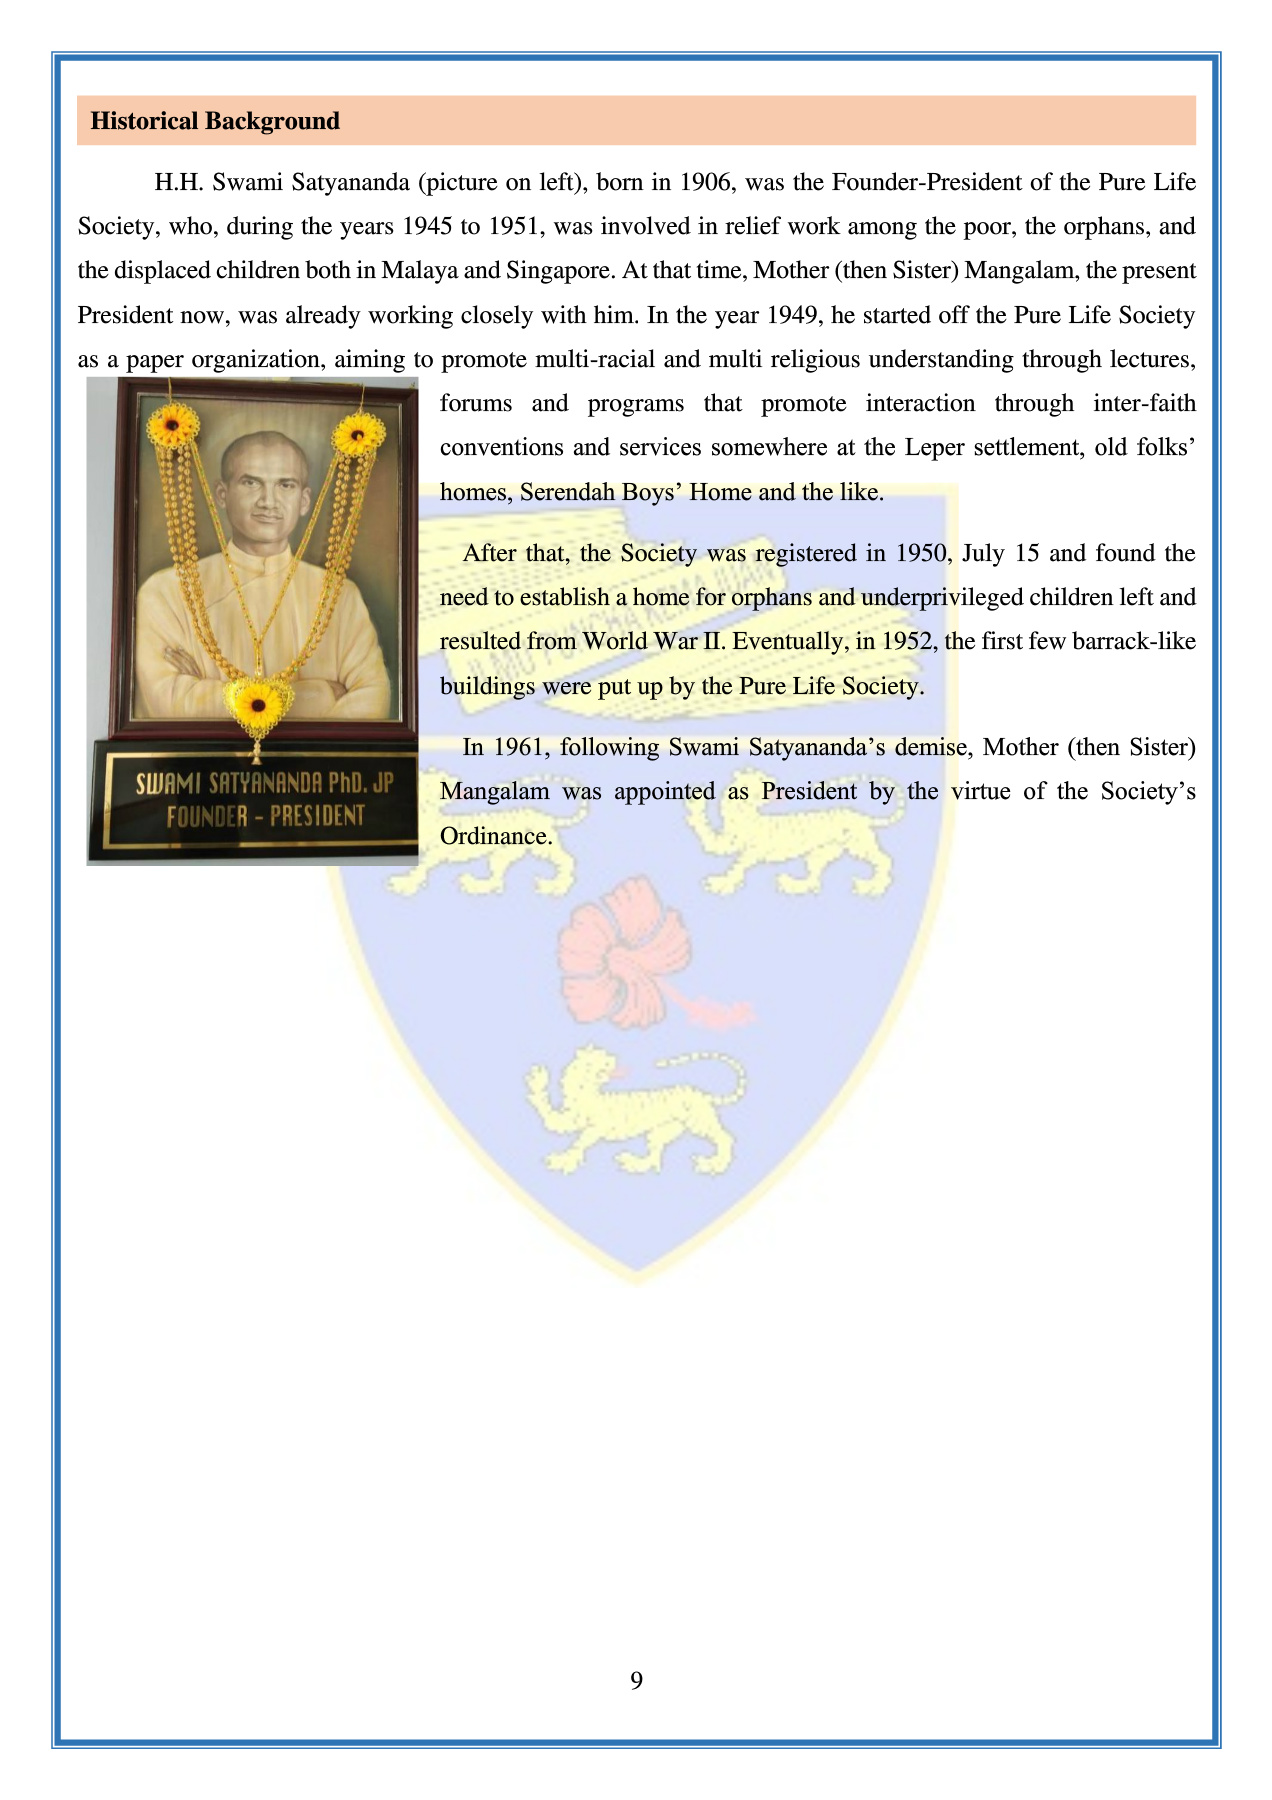 Historical Background
H.H. Swami Satyananda (picture on left), born in 1906, was the Founder-President of the Pure Life
Society, who, during the years 1945 to 1951, was involved in relief work among the poor, the orphans, and
the displaced children both in Malaya and Singapore. At that time, Mother (then Sister) Mangalam, the present
President now, was already working closely with him. In the year 1949, he started off the Pure Life Society
as a paper organization, aiming to promote multi-racial and multi religious understanding through lectures,
forums and programs that promote interaction through inter-faith
conventions and services somewhere at the Leper settlement, old folks’
homes, Serendah Boys’ Home and the like.
After that, the Society was registered in 1950, July 15 and found the
need to establish a home for orphans and underprivileged children left and
resulted from World War II. Eventually, in 1952, the first few barrack-like
buildings were put up by the Pure Life Society.
In 1961, following Swami Satyananda’s demise, Mother (then Sister)
Mangalam was appointed as President by the virtue of the Society’s
Ordinance.
SWAMI SATYANANDA PhD. JP
FOUNDER - PRESIDENT
ILMU PUNCHA KEMAJUAN
9